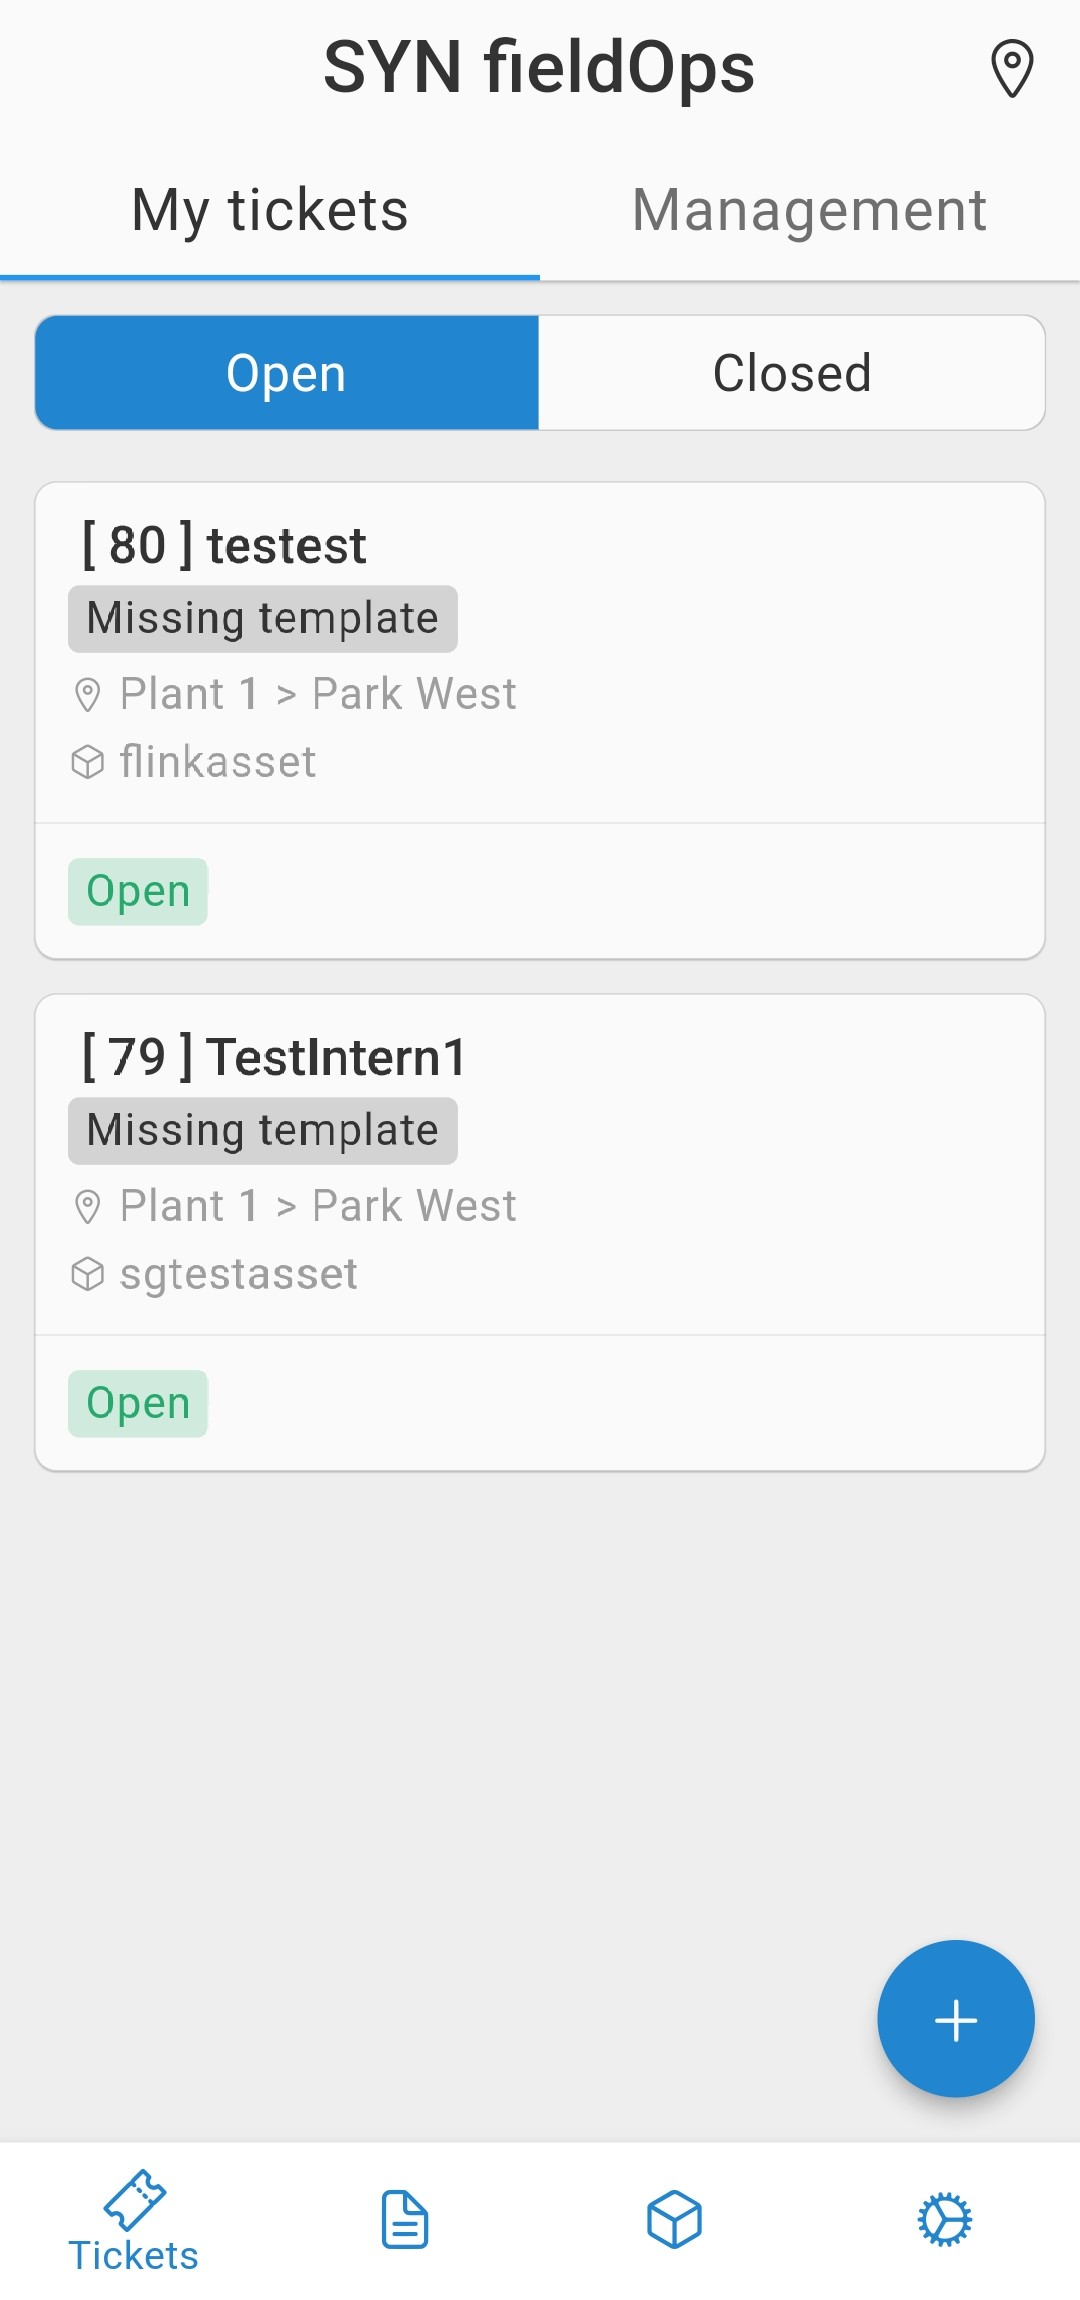 SYN fieldOps
My tickets
Management
Open
Closed
[ 80 ] testest
Missing template
Plant 1 > Park West
flinkasset
Open
[ 79 ] TestIntern1
Missing template
Plant 1 > Park West
sgtestasset
Open
Tickets